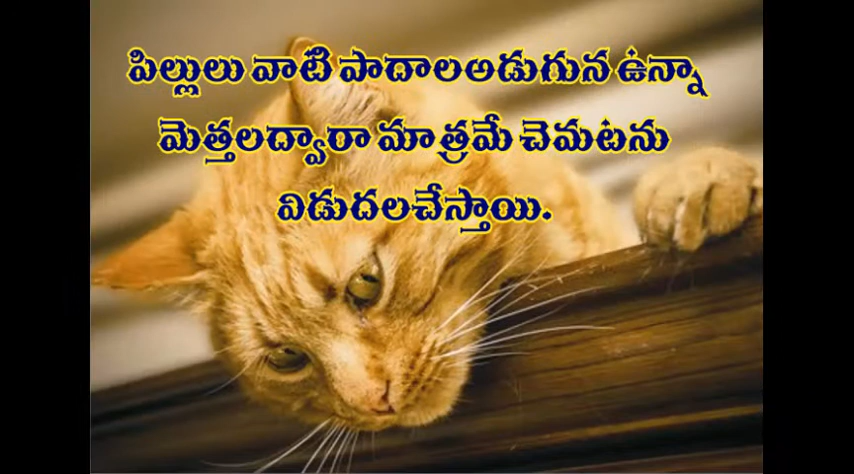 పిల్లులు వాటి పాదాలఅడుగున ఉన్నా
మెత్తలద్వారా మాత్రమే చెమటను
విడుదలచేస్తాయి.